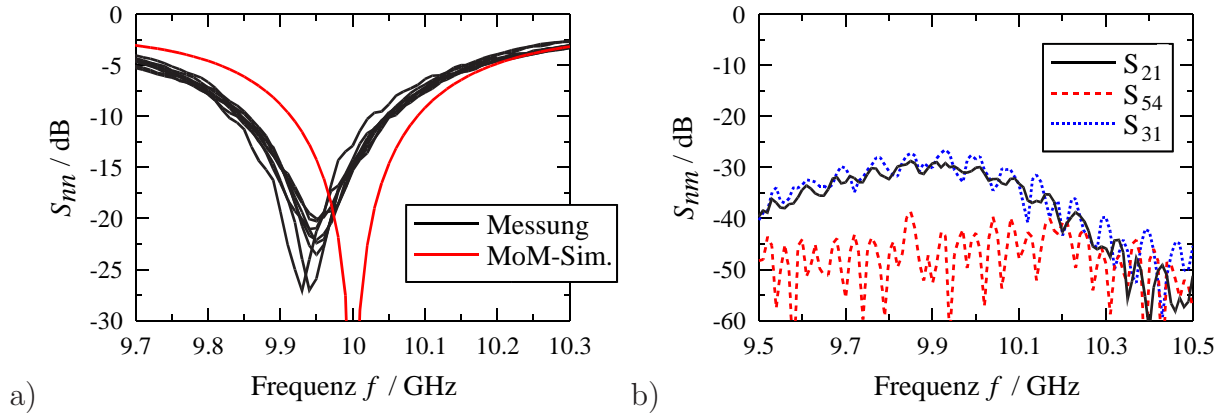 0
-5
-10
-15
-20
-25
-30
S_nn / dB
9.7 9.8 9.9 10 10.1 10.2 10.3
Frequenz f / GHz
Messung
MoM-Sim.
a)
0
-10
-20
-30
-40
-50
-60
S_nm / dB
9.5 9.7 9.9 10.1 10.3 10.5
Frequenz f / GHz
S_21
S_54
S_31
b)